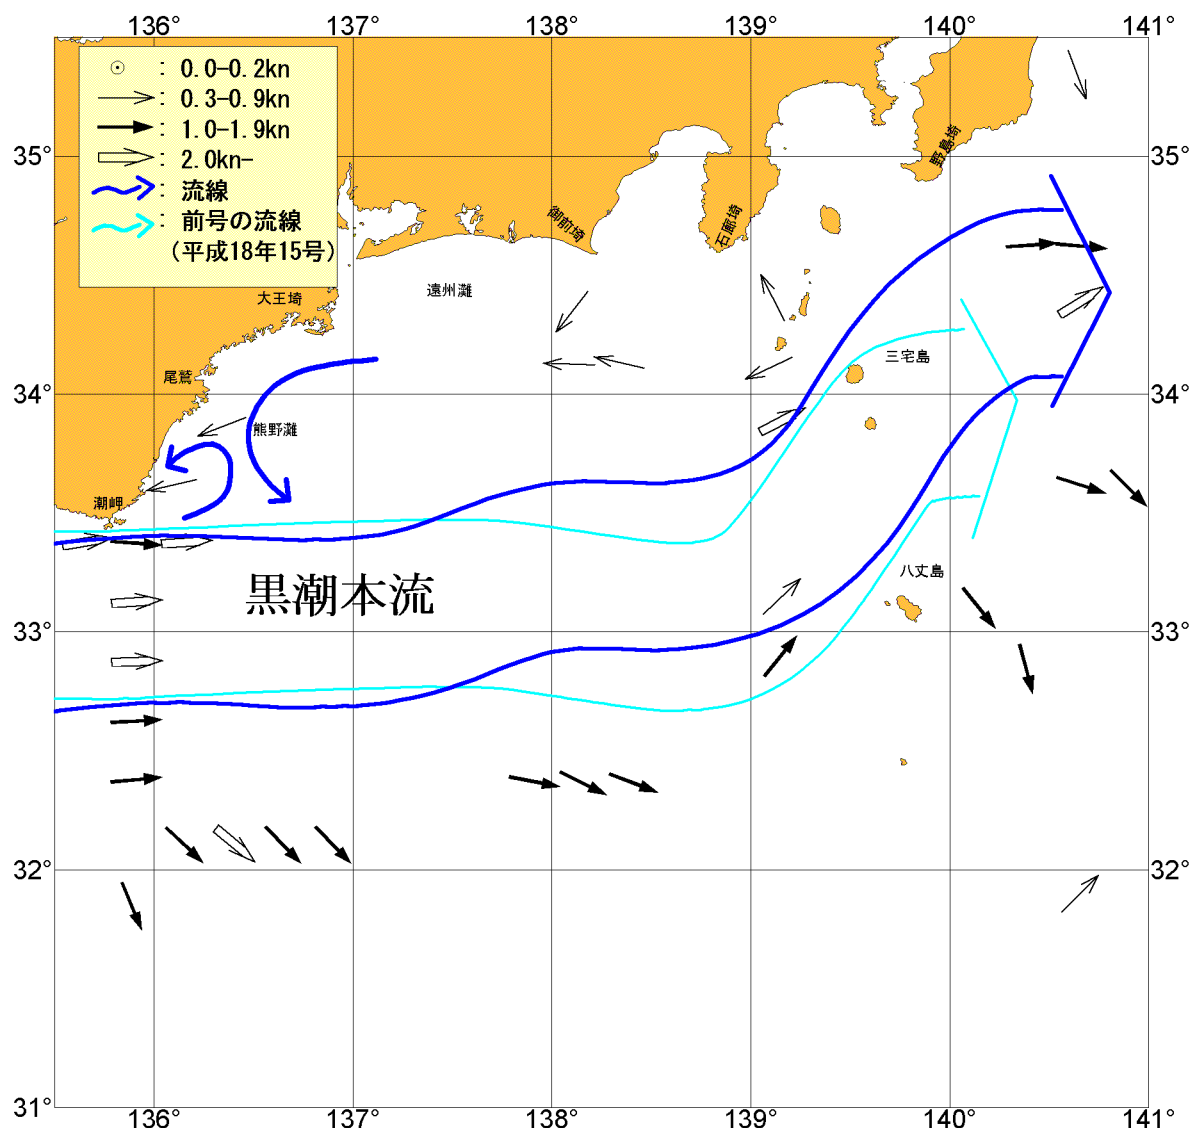 136° 137° 138° 139° 140° 141°
: 0.0-0.2kn
: 0.3-0.9kn
: 1.0-1.9kn
: 2.0kn-
: 流線
: 前号の流線
(平成18年15号)
35° 35°
野島埼
御前埼
石廊埼
大王埼
遠州灘
三宅島
尾鷲
34° 34°
熊野灘
潮岬
八丈島
黒潮本流
33° 33°
32° 32°
31° 31°
136° 137° 138° 139° 140° 141°